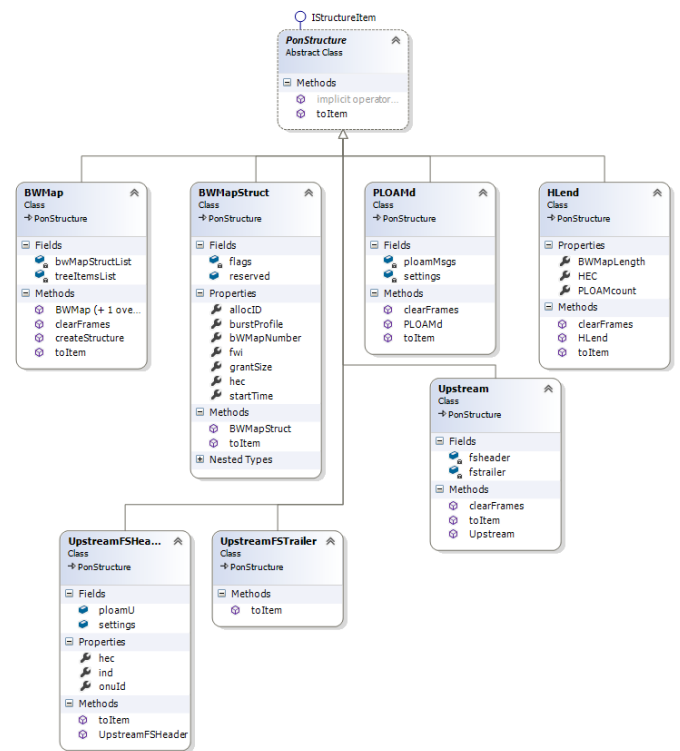 IStructureItem
PonStructure
Abstract Class
Methods
implicit operator...
toItem
BWMap
Class
PonStructure
Fields
bwMapStructList
treeItemsList
Methods
BWMap (+ 1 ove...
clearFrames
createStructure
toItem
BWMapStruct
Class
PonStructure
Fields
flags
reserved
Properties
allocID
burstProfile
bWMapNumber
fwi
grantSize
hec
startTime
Methods
BWMapStruct
toItem
Nested Types
PLOAMd
Class
PonStructure
Fields
ploamMsgs
settings
Methods
clearFrames
PLOAMd
toItem
HLend
Class
PonStructure
Properties
BWMapLength
HEC
PLOAMcount
Methods
clearFrames
HLend
toItem
Upstream
Class
PonStructure
Fields
fsheader
fstrailer
Methods
clearFrames
toItem
Upstream
UpstreamFSHea...
Class
PonStructure
Fields
ploamU
settings
Properties
hec
ind
onuId
Methods
toItem
UpstreamFSHeader
UpstreamFSTrailer
Class
PonStructure
Methods
toItem